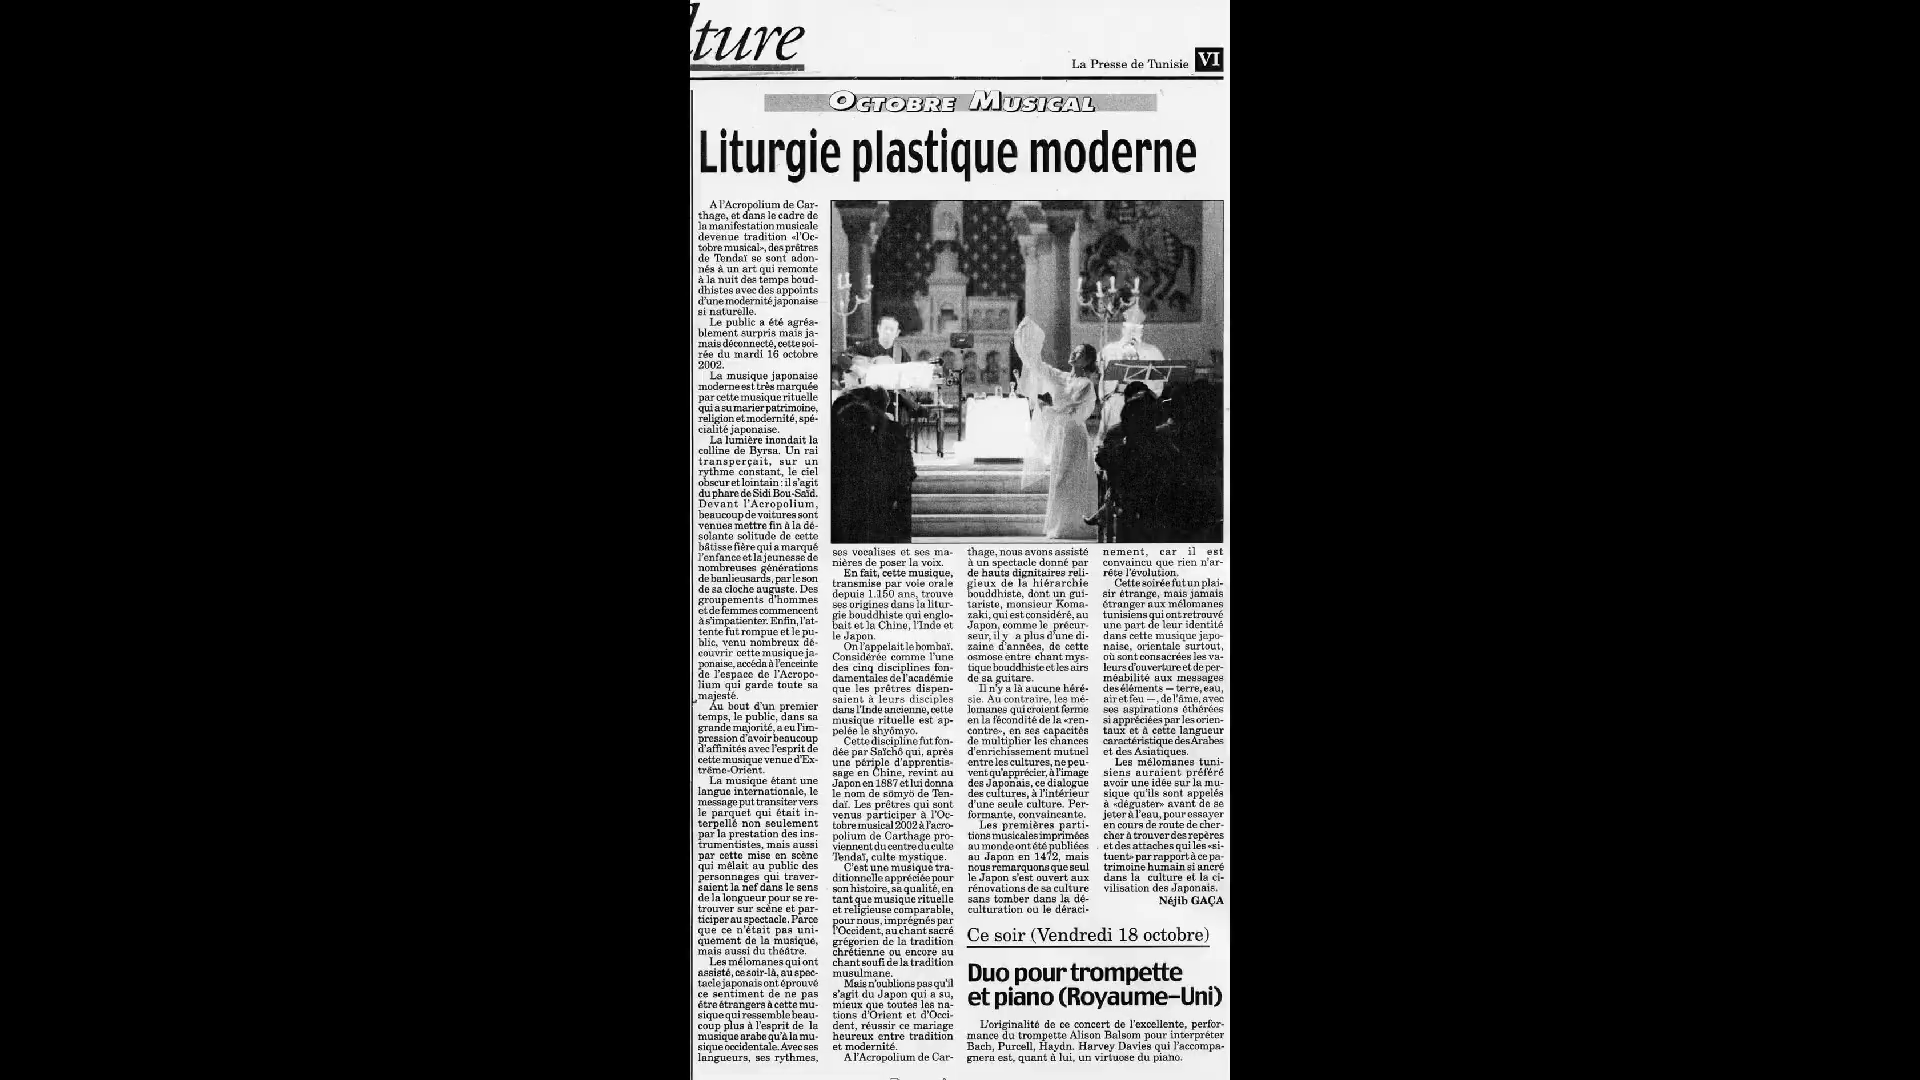 lture
La Presse de Tunisie VI
OCTOBRE MUSICAL
Liturgie plastique moderne
A l'Acropolium de Car-
thage, et dans le cadre de
la manifestation musicale
devenue tradition «l'Oc-
tobre musical», des prêtres
de Tendaï se sont adon-
nés à un art qui remonte
à la nuit des temps boud-
dhistes avec des appoints
d'une modernité japonaise
si naturelle.
Le public a été agréa-
blement surpris mais ja-
mais déconnecté, cette soi-
rée du mardi 16 octobre
2002.
La musique japonaise
moderne est très marquée
par cette musique rituelle
qui a su marier patrimoine,
religion et modernité, spé-
cialité japonaise.
La lumière inondait la
colline de Byrsa. Un rai
transperçait, sur un
rythme constant, le ciel
obscur et lointain : il s'agit
du phare de Sidi Bou-Saïd.
Devant l'Acropolium,
beaucoup de voitures sont
venues mettre fin à la dé-
solante solitude de cette
bâtisse fière qui a marqué
l'enfance et la jeunesse de
nombreuses générations
de banlieusards, par le son
de sa cloche auguste. Des
groupements d'hommes
et de femmes commencent
à s'impatienter. Enfin, l'at-
tente fut rompue et le pu-
blic, venu nombreux dé-
couvrir cette musique ja-
ponaise, accéda à l'enceinte
de l'espace de l'Acropo-
lium qui garde toute sa
majesté.
Au bout d'un premier
temps, le public, dans sa
grande majorité, a eu l'im-
pression d'avoir beaucoup
d'affinités avec l'esprit de
cette musique venue d'Ex-
trême-Orient.
La musique étant une
langue internationale, le
message put transiter vers
le parquet qui était in-
terpellé non seulement
par la prestation des ins-
trumentistes, mais aussi
par cette mise en scène
qui mêlait au public des
personnages qui traver-
saient la nef dans le sens
de la longueur pour se re-
trouver sur scène et par-
ticiper au spectacle. Parce
que ce n'était pas uni-
quement de la musique,
mais aussi du théâtre.
Les mélomanes qui ont
assisté, ce soir-là, au spec-
tacle japonais ont éprouvé
ce sentiment de ne pas
être étrangers à cette mu-
sique qui ressemble beau-
coup plus à l'esprit de la
musique arabe qu'à la mu-
sique occidentale. Avec ses
langueurs, ses rythmes,
ses vocalises et ses ma-
nières de poser la voix.
En fait, cette musique,
transmise par voie orale
depuis 1.150 ans, trouve
ses origines dans la litur-
gie bouddhiste qui englo-
bait et la Chine, l'Inde et
le Japon.
On l'appelait le bombaï.
Considérée comme l'une
des cinq disciplines fon-
damentales de l'académie
que les prêtres dispen-
saient à leurs disciples
dans l'Inde ancienne, cette
musique rituelle est ap-
pelée le shyômyo.
Cette discipline fut fon-
dée par Saïchô qui, après
une périple d'apprentis-
sage en Chine, revint au
Japon en 1887 et lui donna
le nom de sômyô de Ten-
daï. Les prêtres qui sont
venus participer à l'Oc-
tobre musical 2002 à l'acro-
polium de Carthage pro-
viennent du centre du culte
Tendaï, culte mystique.
C'est une musique tra-
ditionnelle appréciée pour
son histoire, sa qualité, en
tant que musique rituelle
et religieuse comparable,
pour nous, imprégnés par
l'Occident, au chant sacré
grégorien de la tradition
chrétienne ou encore au
chant soufi de la tradition
musulmane.
Mais n'oublions pas qu'il
s'agit du Japon qui a su,
mieux que toutes les na-
tions d'Orient et d'Occi-
dent, réussir ce mariage
heureux entre tradition
et modernité.
A l'Acropolium de Car-
thage, nous avons assisté
à un spectacle donné par
de hauts dignitaires reli-
gieux de la hiérarchie
bouddhiste, dont un gui-
tariste, monsieur Koma-
zaki, qui est considéré, au
Japon, comme le précur-
seur, il y a plus d'une di-
zaine d'années, de cette
osmose entre chant mys-
tique bouddhiste et les airs
de sa guitare.
Il n'y a là aucune héré-
sie. Au contraire, les mé-
lomanes qui croient ferme
en la fécondité de la «ren-
contre», en ses capacités
de multiplier les chances
d'enrichissement mutuel
entre les cultures, ne peu-
vent qu'apprécier, à l'image
des Japonais, ce dialogue
des cultures, à l'intérieur
d'une seule culture. Per-
formante, convaincante.
Les premières parti-
tions musicales imprimées
au monde ont été publiées
au Japon en 1472, mais
nous remarquons que seul
le Japon s'est ouvert aux
rénovations de sa culture
sans tomber dans la dé-
culturation ou le déraci-
nement, car il est
convaincu que rien n'ar-
rête l'évolution.
Cette soirée fut un plai-
sir étrange, mais jamais
étranger aux mélomanes
tunisiens qui ont retrouvé
une part de leur identité
dans cette musique japo-
naise, orientale surtout,
où sont consacrées les va-
leurs d'ouverture et de per-
méabilité aux messages
des éléments — terre, eau,
air et feu —, de l'âme, avec
ses aspirations éthérées
si appréciées par les orien-
taux et à cette langueur
caractéristique des Arabes
et des Asiatiques.
Les mélomanes tuni-
siens auraient préféré
avoir une idée sur la mu-
sique qu'ils sont appelés
à «déguster» avant de se
jeter à l'eau, pour essayer
en cours de route de cher-
cher à trouver des repères
et des attaches qui les «si-
tuent» par rapport à ce pa-
trimoine humain si ancré
dans la culture et la ci-
vilisation des Japonais.
Néjib GAÇA
Ce soir (Vendredi 18 octobre)
Duo pour trompette
et piano (Royaume-Uni)
L'originalité de ce concert de l'excellente, perfor-
mance du trompette Alison Balsom pour interpréter
Bach, Purcell, Haydn. Harvey Davies qui l'accompa-
gnera est, quant à lui, un virtuose du piano.